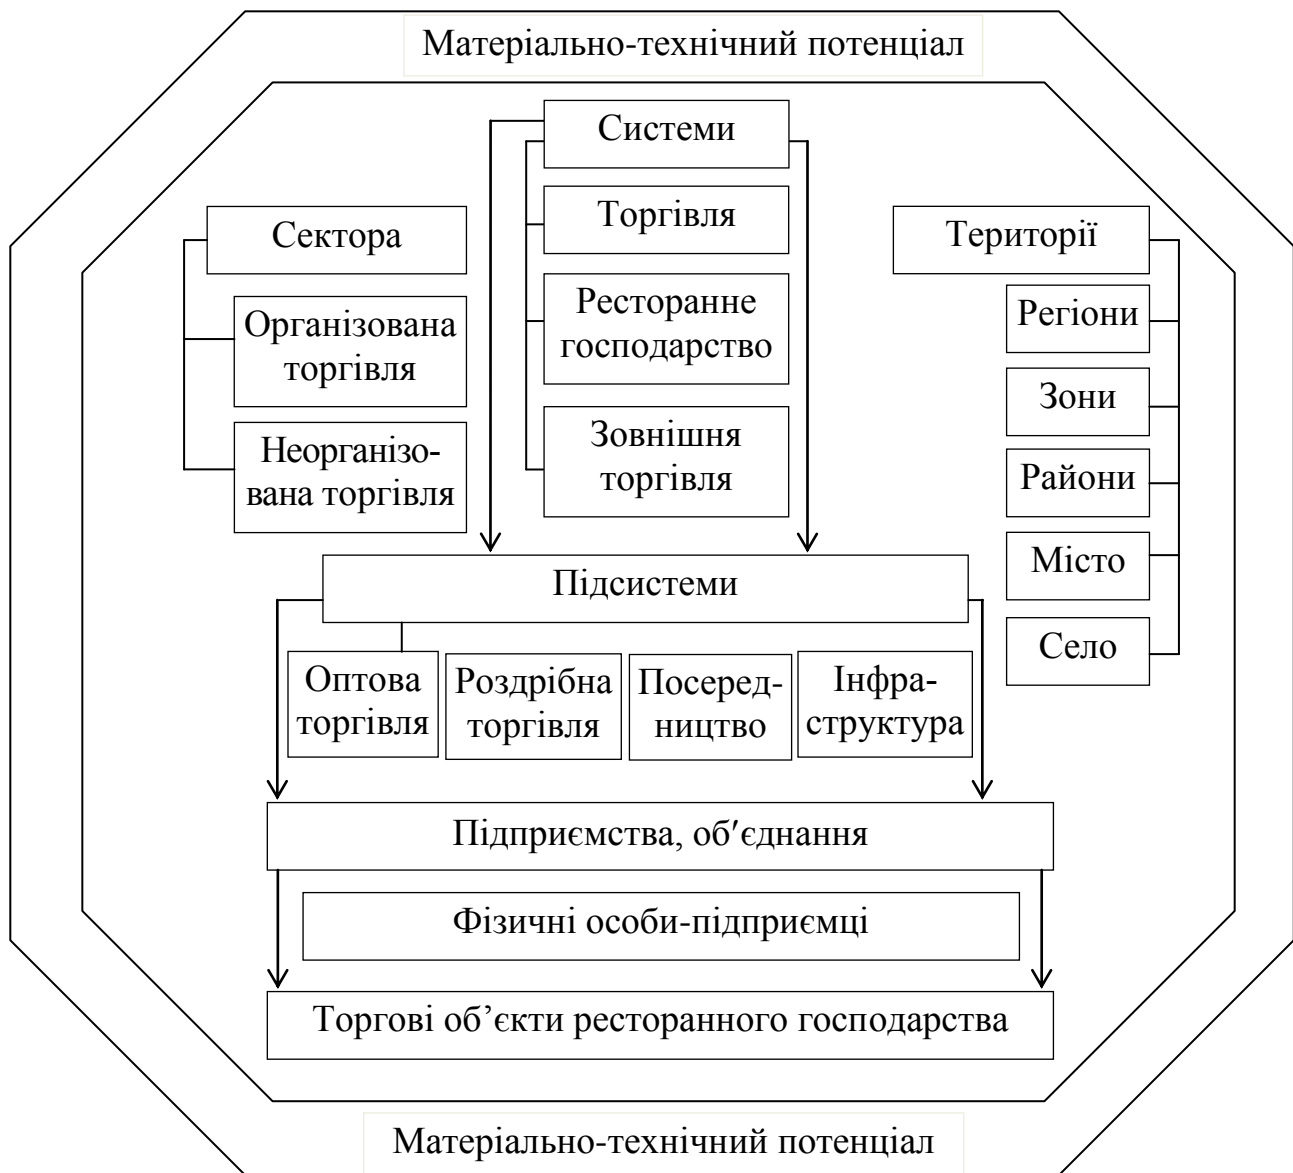 Матеріально-технічний потенціал
Системи
Торгівля
Ресторанне
господарство
Зовнішня
торгівля
Сектора
Організована
торгівля
Неорганізо-
вана торгівля
Території
Регіони
Зони
Райони
Місто
Село
Підсистеми
Оптова
торгівля
Роздрібна
торгівля
Посеред-
ництво
Інфра-
структура
Підприємства, об′єднання
Фізичні особи-підприємці
Торгові об’єкти ресторанного господарства
Матеріально-технічний потенціал